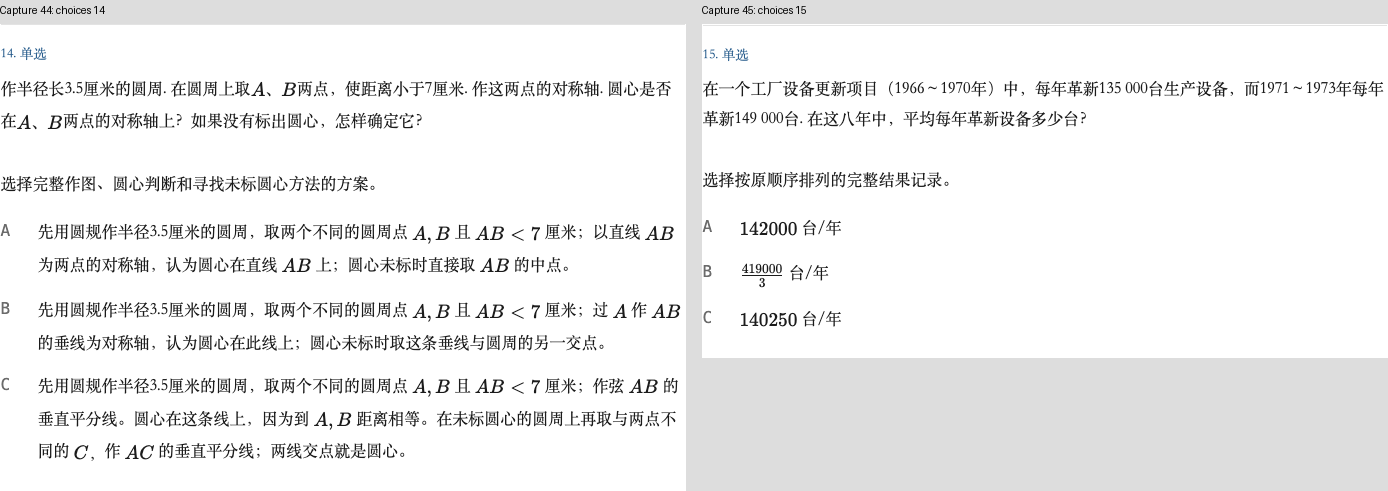 Capture 44: choices 14
14. 单选
作半径长3.5厘米的圆周. 在圆周上取A、B两点，使距离小于7厘米. 作这两点的对称轴. 圆心是否
在A、B两点的对称轴上？如果没有标出圆心，怎样确定它？
选择完整作图、圆心判断和寻找未标圆心方法的方案。
A 先用圆规作半径3.5厘米的圆周，取两个不同的圆周点 A, B 且 AB < 7 厘米；以直线 AB
为两点的对称轴，认为圆心在直线 AB 上；圆心未标时直接取 AB 的中点。
B 先用圆规作半径3.5厘米的圆周，取两个不同的圆周点 A, B 且 AB < 7 厘米；过 A 作 AB
的垂线为对称轴，认为圆心在此线上；圆心未标时取这条垂线与圆周的另一交点。
C 先用圆规作半径3.5厘米的圆周，取两个不同的圆周点 A, B 且 AB < 7 厘米；作弦 AB 的
垂直平分线。圆心在这条线上，因为到 A, B 距离相等。在未标圆心的圆周上再取与两点不
同的 C，作 AC 的垂直平分线；两线交点就是圆心。
Capture 45: choices 15
15. 单选
在一个工厂设备更新项目（1966～1970年）中，每年革新135 000台生产设备，而1971～1973年每年
革新149 000台. 在这八年中，平均每年革新设备多少台？
选择按原顺序排列的完整结果记录。
A 142000 台/年
B 419000/3 台/年
C 140250 台/年